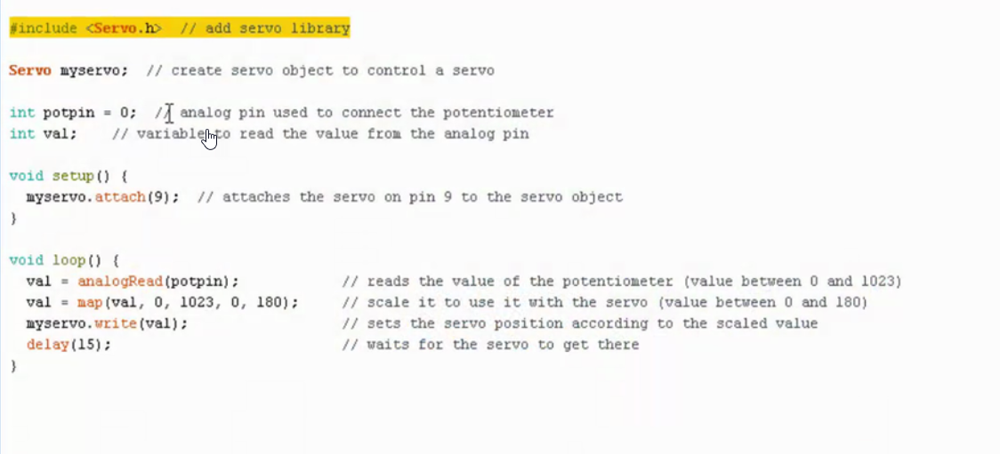 #include <Servo.h>  // add servo library
Servo myservo;  // create servo object to control a servo
int potpin = 0;  // analog pin used to connect the potentiometer
int val;    // variable to read the value from the analog pin
void setup() {
  myservo.attach(9);  // attaches the servo on pin 9 to the servo object
}
void loop() {
  val = analogRead(potpin);            // reads the value of the potentiometer (value between 0 and 1023)
  val = map(val, 0, 1023, 0, 180);     // scale it to use it with the servo (value between 0 and 180)
  myservo.write(val);                  // sets the servo position according to the scaled value
  delay(15);                           // waits for the servo to get there
}